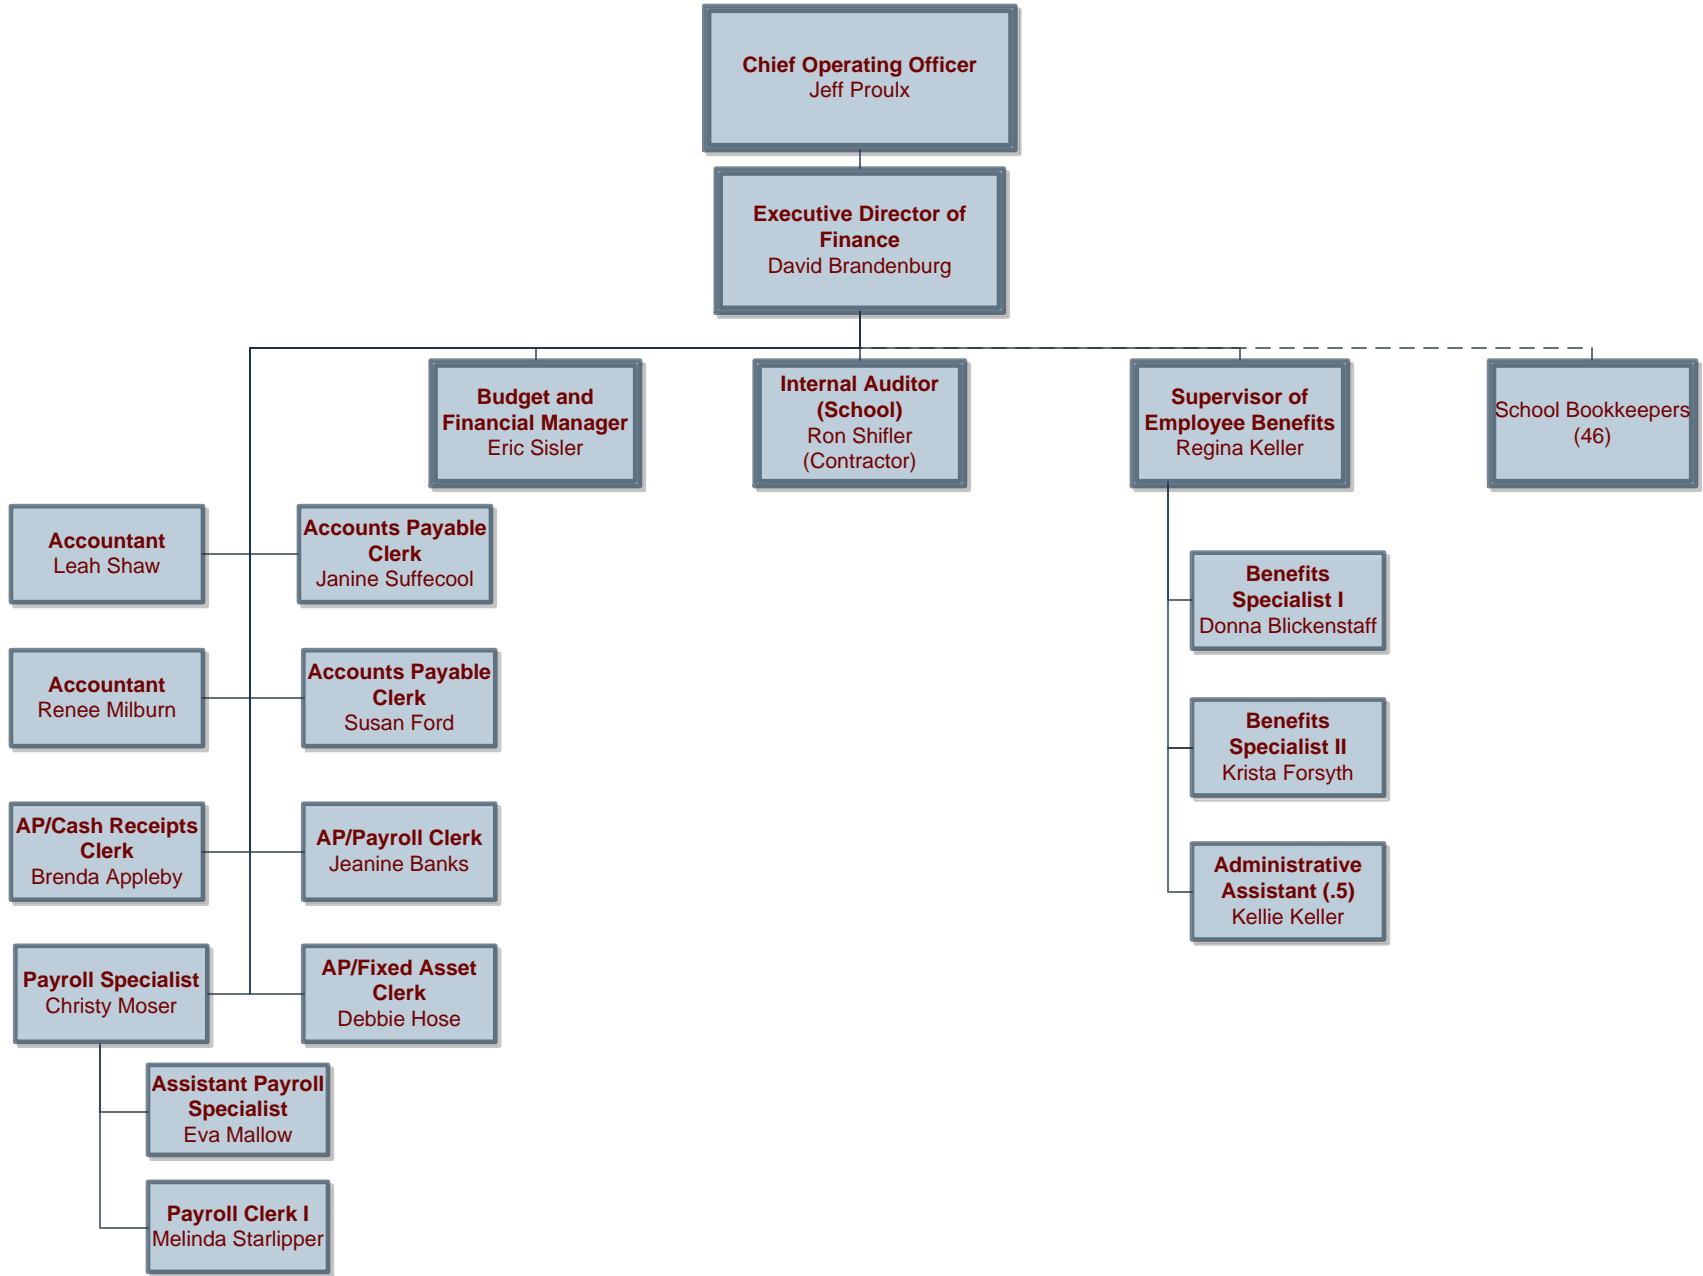 Chief Operating Officer
Jeff Proulx
Executive Director of
Finance
David Brandenburg
Budget and
Financial Manager
Eric Sisler
Internal Auditor
(School)
Ron Shifler
(Contractor)
Supervisor of
Employee Benefits
Regina Keller
School Bookkeepers
(46)
Accountant
Leah Shaw
Accounts Payable
Clerk
Janine Suffecool
Accountant
Renee Milburn
Accounts Payable
Clerk
Susan Ford
AP/Cash Receipts
Clerk
Brenda Appleby
AP/Payroll Clerk
Jeanine Banks
Payroll Specialist
Christy Moser
AP/Fixed Asset
Clerk
Debbie Hose
Assistant Payroll
Specialist
Eva Mallow
Payroll Clerk I
Melinda Starlipper
Benefits
Specialist I
Donna Blickenstaff
Benefits
Specialist II
Krista Forsyth
Administrative
Assistant (.5)
Kellie Keller